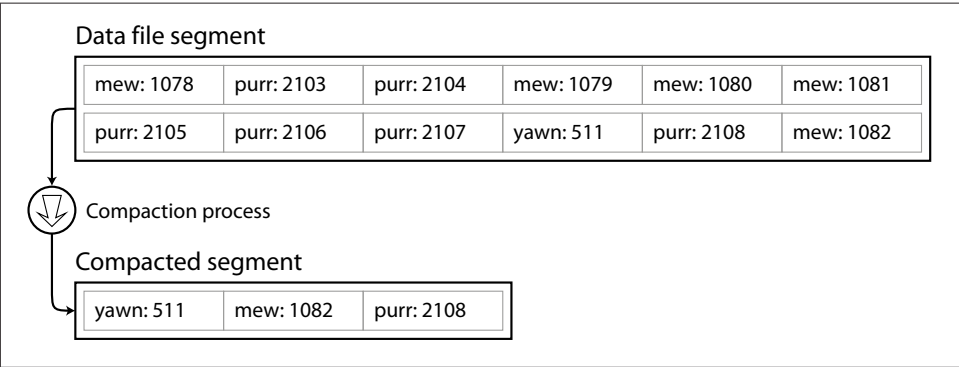 Data file segment
mew: 1078 purr: 2103 purr: 2104 mew: 1079 mew: 1080 mew: 1081
purr: 2105 purr: 2106 purr: 2107 yawn: 511 purr: 2108 mew: 1082
Compaction process
Compacted segment
yawn: 511 mew: 1082 purr: 2108